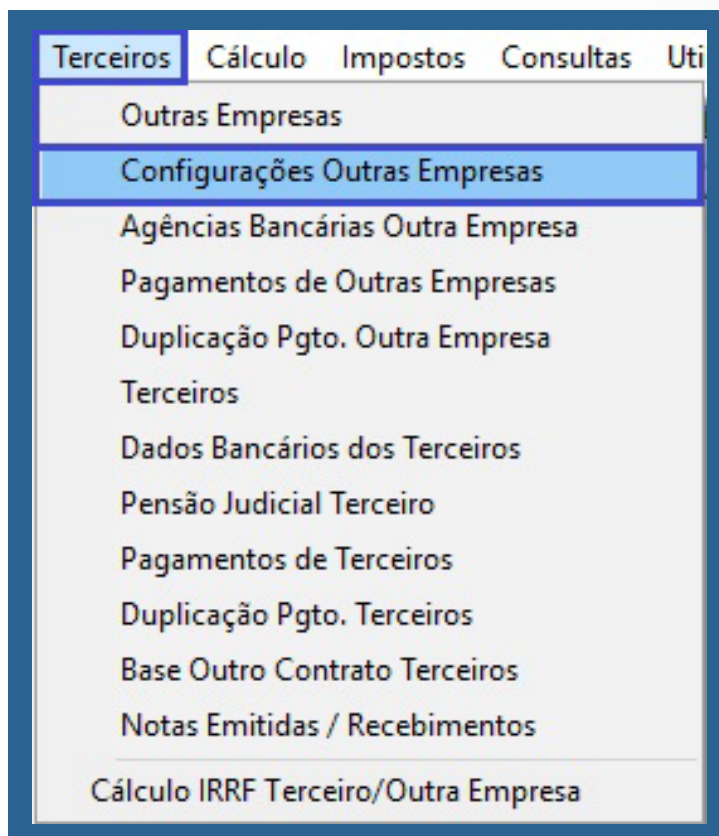 Terceiros Cálculo Impostos Consultas Uti
Outras Empresas
Configurações Outras Empresas
Agências Bancárias Outra Empresa
Pagamentos de Outras Empresas
Duplicação Pgto. Outra Empresa
Terceiros
Dados Bancários dos Terceiros
Pensão Judicial Terceiro
Pagamentos de Terceiros
Duplicação Pgto. Terceiros
Base Outro Contrato Terceiros
Notas Emitidas / Recebimentos
Cálculo IRRF Terceiro/Outra Empresa